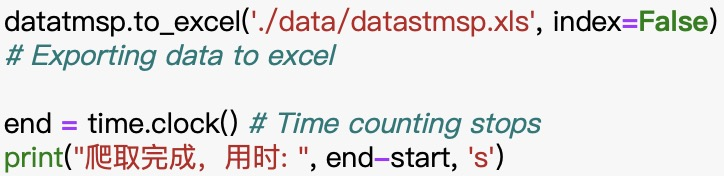 datatmsp.to_excel('./data/datastmsp.xls', index=False)
# Exporting data to excel
end = time.clock() # Time counting stops
print("爬取完成，用时: ", end-start, 's')